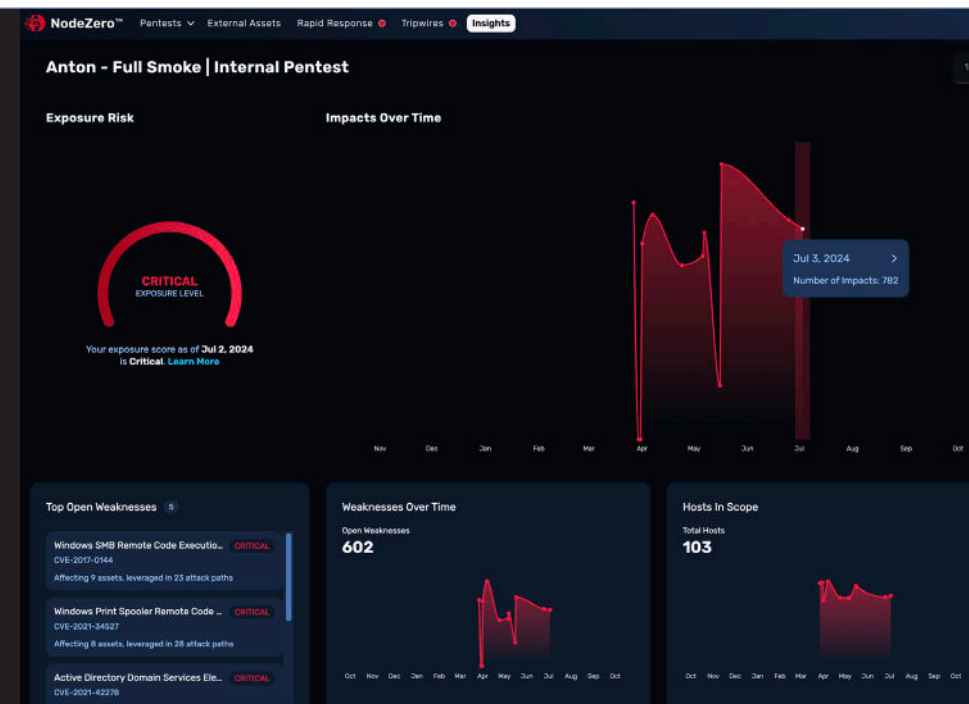 NodeZero™ Pentests External Assets Rapid Response Tripwires Insights
Anton - Full Smoke | Internal Pentest
Exposure Risk
Impacts Over Time
CRITICAL
EXPOSURE LEVEL
Your exposure score as of Jul 2, 2024
is Critical. Learn More
Jul 3, 2024
Number of Impacts: 782
Nov Dec Jan Feb Mar Apr May Jun Jul Aug Sep Oct
Top Open Weaknesses 5
Windows SMB Remote Code Executio... CRITICAL
CVE-2017-0144
Affecting 9 assets, leveraged in 23 attack paths
Windows Print Spooler Remote Code ... CRITICAL
CVE-2021-34527
Affecting 8 assets, leveraged in 28 attack paths
Active Directory Domain Services Ele... CRITICAL
CVE-2021-42278
Weaknesses Over Time
Open Weaknesses
602
Oct Nov Dec Jan Feb Mar Apr May Jun Jul Aug Sep Oct
Hosts In Scope
Total Hosts
103
Oct Nov Dec Jan Feb Mar Apr May Jun Jul Aug Sep Oct